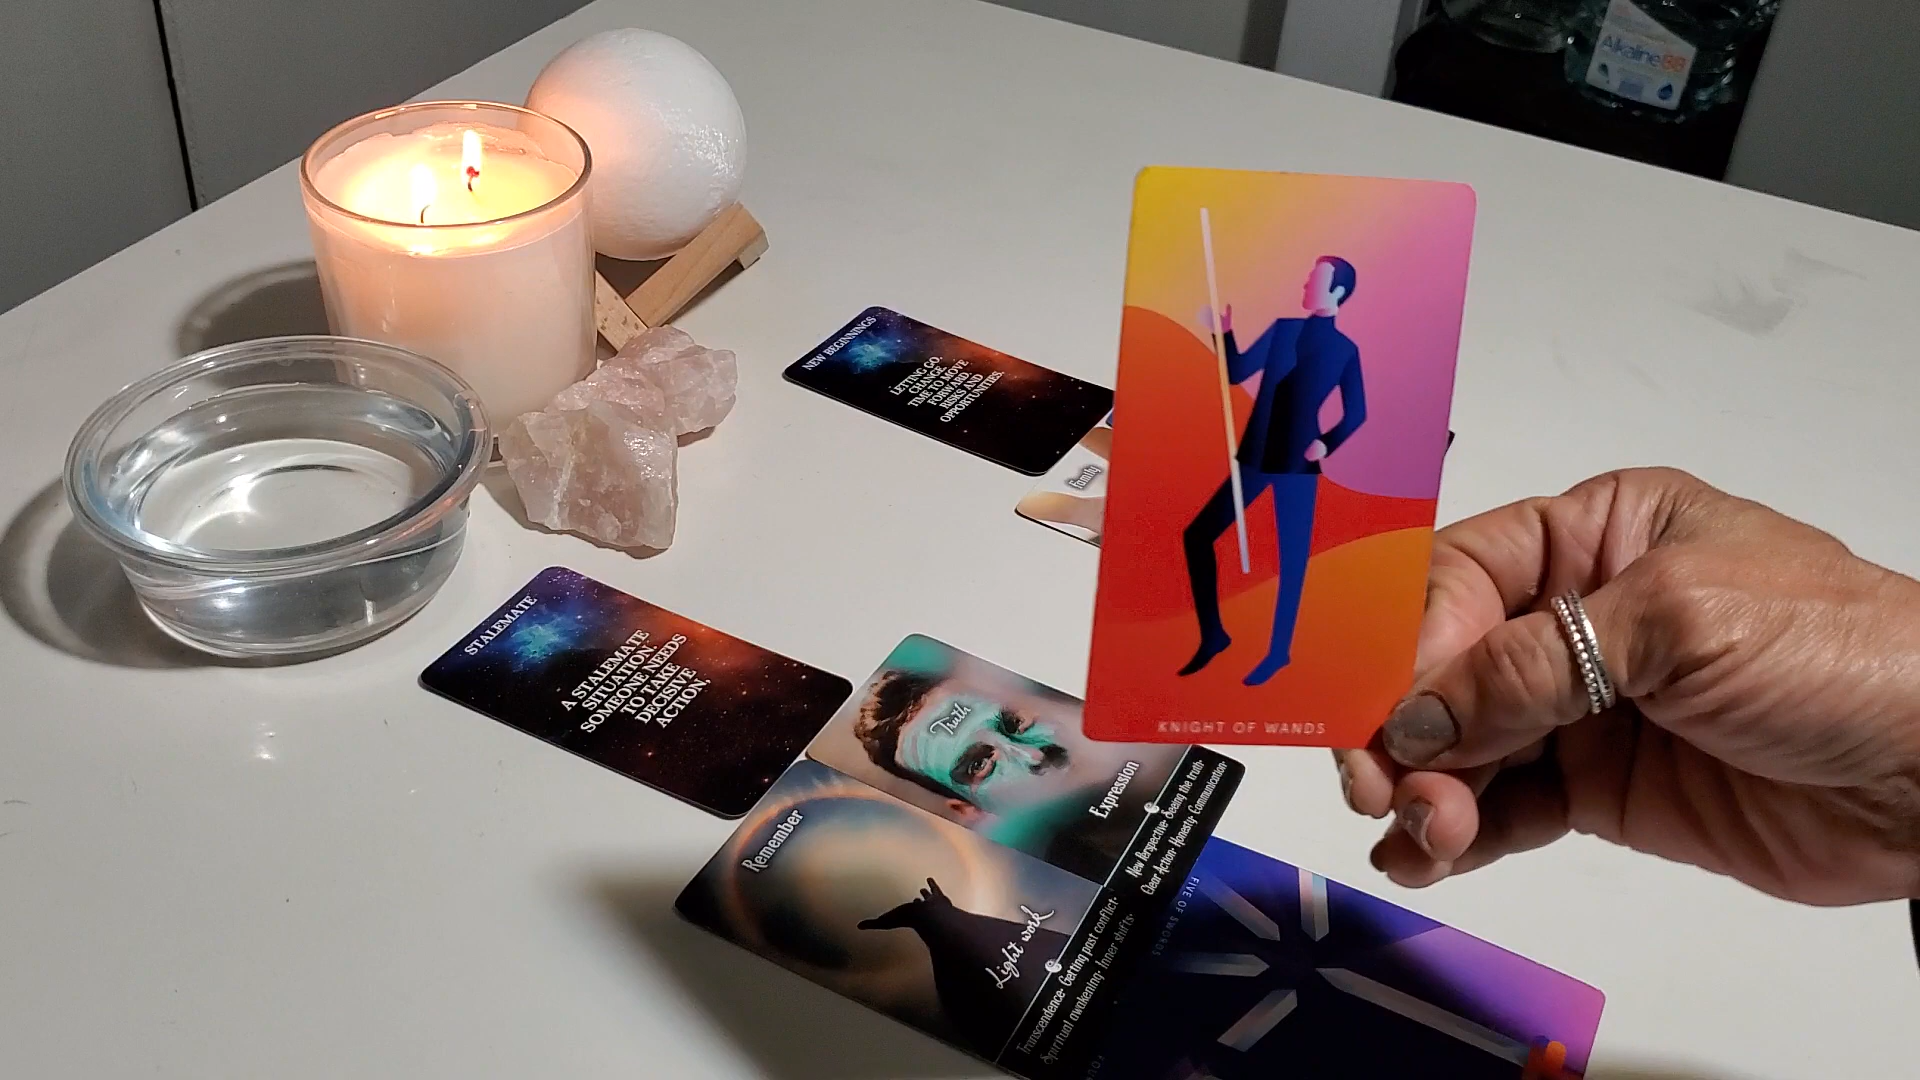 Alkaline88
NEW BEGINNINGS
LETTING GO.
CHANGE.
TIME TO MOVE
FORWARD.
RISKS AND
OPPORTUNITIES.
Family
KNIGHT OF WANDS
STALEMATE
A STALEMATE
SITUATION.
SOMEONE NEEDS
TO TAKE
DECISIVE
ACTION.
Truth
Expression
New Perspective· Seeing the truth·
Clear Action· Honesty· Communication·
Remember
Light work
Transcendence· Getting past conflict·
Spiritual awakening· Inner shifts·
FIVE OF SWORDS